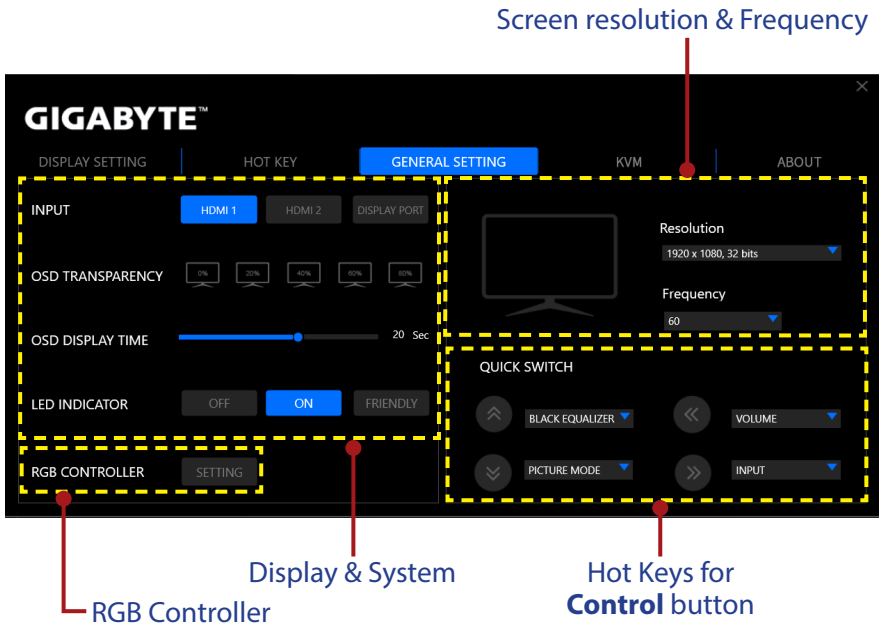 Screen resolution & Frequency
GIGABYTE™
DISPLAY SETTING HOT KEY GENERAL SETTING KVM ABOUT
INPUT HDMI 1 HDMI 2 DISPLAY PORT
OSD TRANSPARENCY 0% 20% 40% 60% 80%
OSD DISPLAY TIME 20 Sec
LED INDICATOR OFF ON FRIENDLY
RGB CONTROLLER SETTING
Resolution
1920 x 1080, 32 bits
Frequency
60
QUICK SWITCH
BLACK EQUALIZER VOLUME
PICTURE MODE INPUT
Display & System
RGB Controller
Hot Keys for
Control button